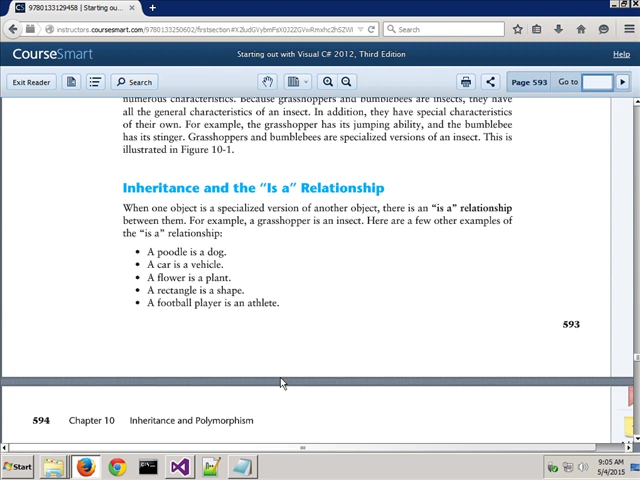 9780133129458 | Starting out...
instructors.coursesmart.com/9780133250602/firstsection
Search
CourseSmart
Starting out with Visual C# 2012, Third Edition
Help
Exit Reader
Search
Page 593
Go to
numerous characteristics. Because grasshoppers and bumblebees are insects, they have
all the general characteristics of an insect. In addition, they have special characteristics
of their own. For example, the grasshopper has its jumping ability, and the bumblebee
has its stinger. Grasshoppers and bumblebees are specialized versions of an insect. This is
illustrated in Figure 10-1.
Inheritance and the “Is a” Relationship
When one object is a specialized version of another object, there is an “is a” relationship
between them. For example, a grasshopper is an insect. Here are a few other examples of
the “is a” relationship:
• A poodle is a dog.
• A car is a vehicle.
• A flower is a plant.
• A rectangle is a shape.
• A football player is an athlete.
593
594 Chapter 10 Inheritance and Polymorphism
Start
9:05 AM
5/4/2015